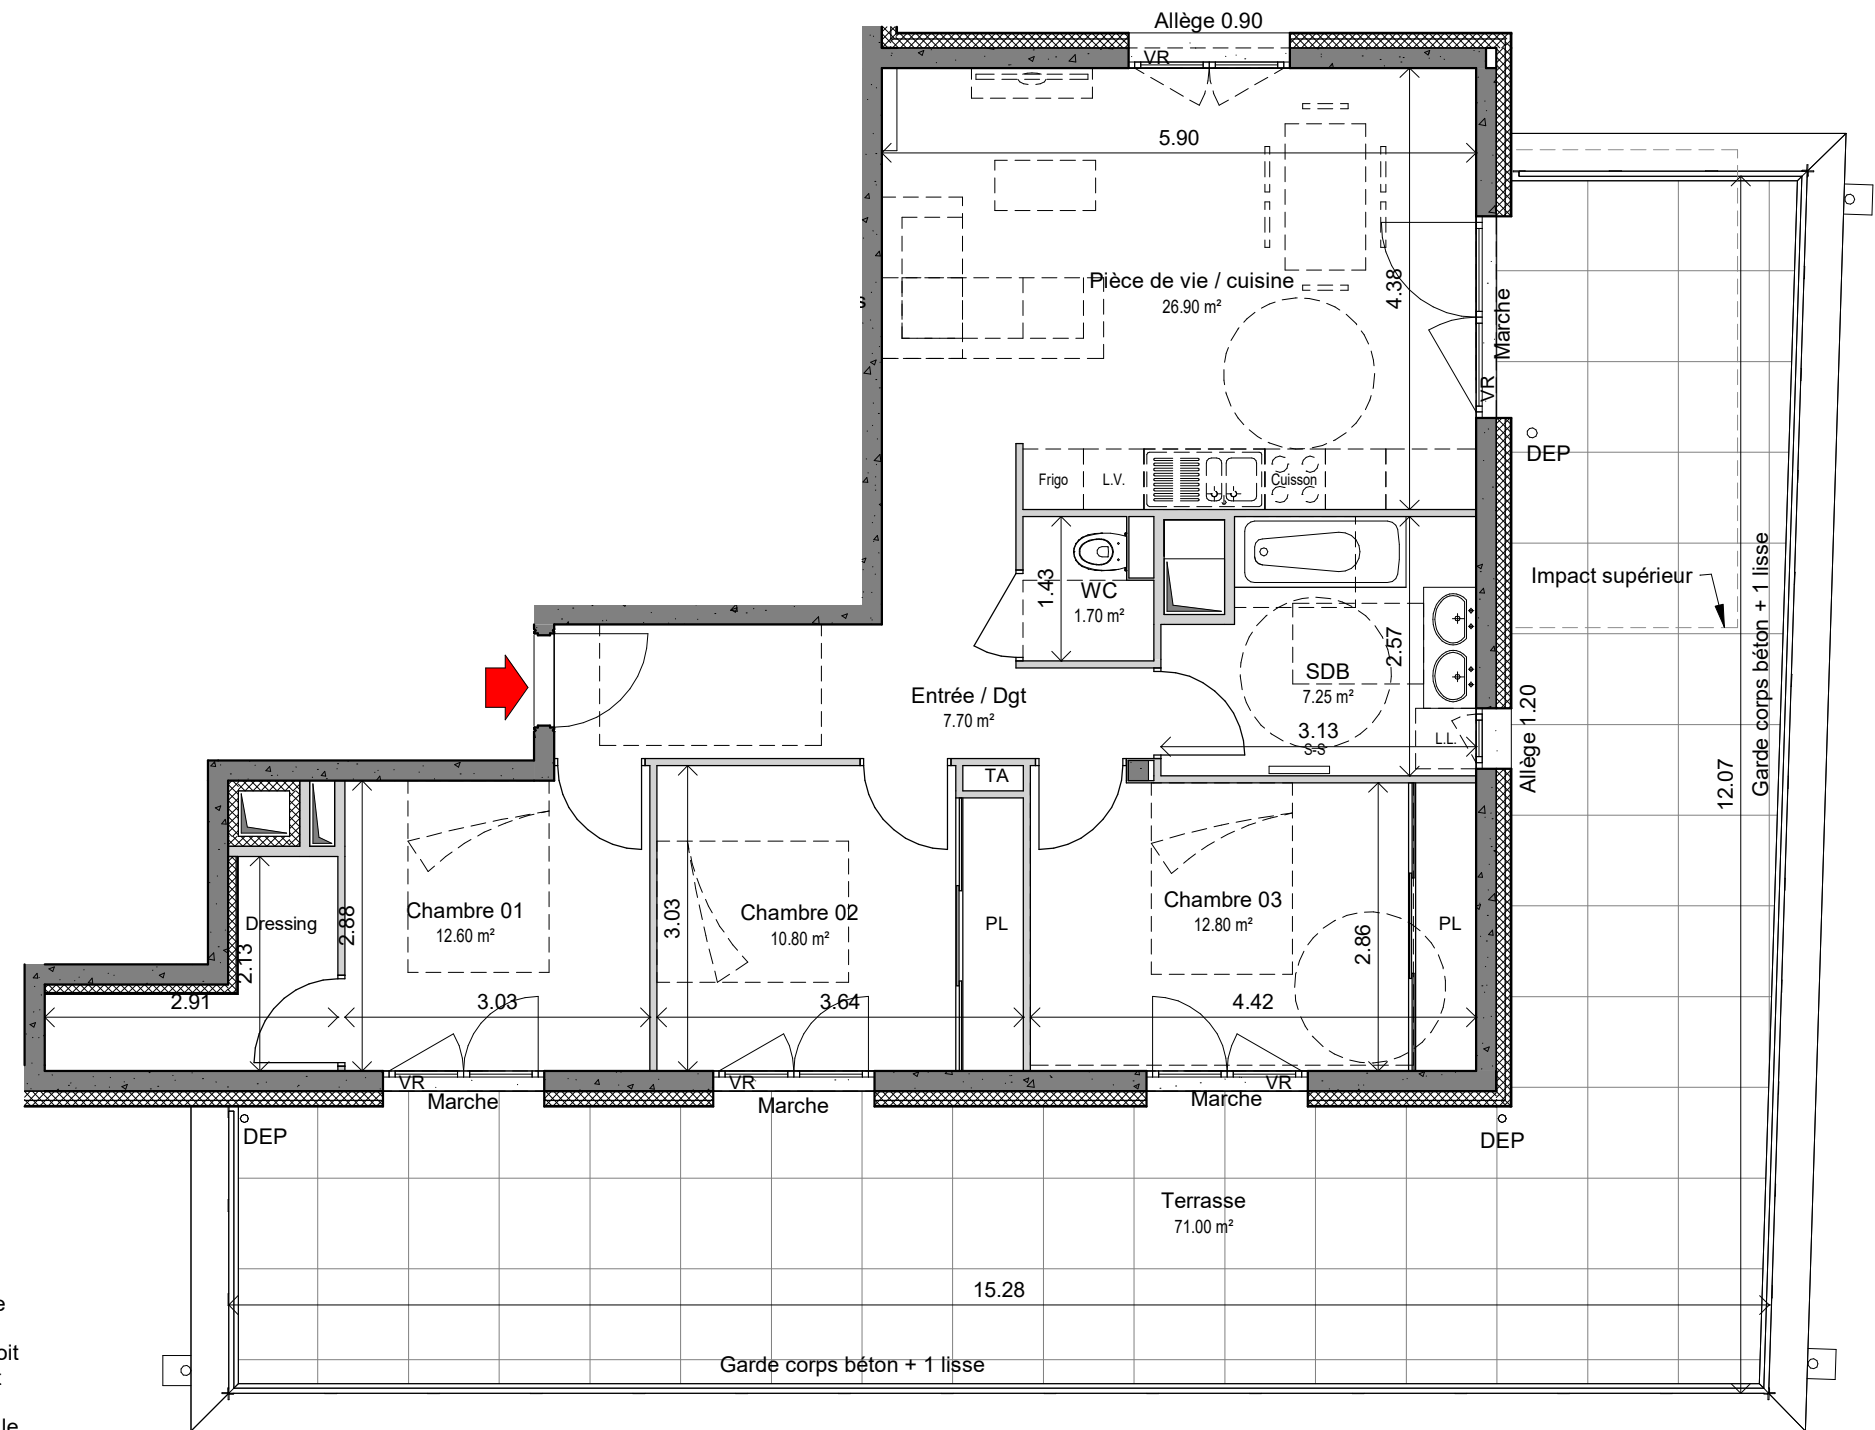 Allège 0.90
VR
5.90
Pièce de vie / cuisine
26.90 m²
4.38
s
Marche
VR
DEP
Frigo
L.V.
Cuisson
1.43
WC
1.70 m²
2.57
SDB
7.25 m²
3.13
S-S
L.L.
Allège 1.20
Impact supérieur
Garde corps béton + 1 lisse
12.07
Entrée / Dgt
7.70 m²
TA
Dressing
2.13
2.88
Chambre 01
12.60 m²
3.03
Chambre 02
10.80 m²
PL
Chambre 03
12.80 m²
2.86
PL
2.91
3.03
3.64
4.42
VR
Marche
VR
Marche
VR
Marche
DEP
DEP
Terrasse
71.00 m²
15.28
Garde corps béton + 1 lisse
e
oit
le